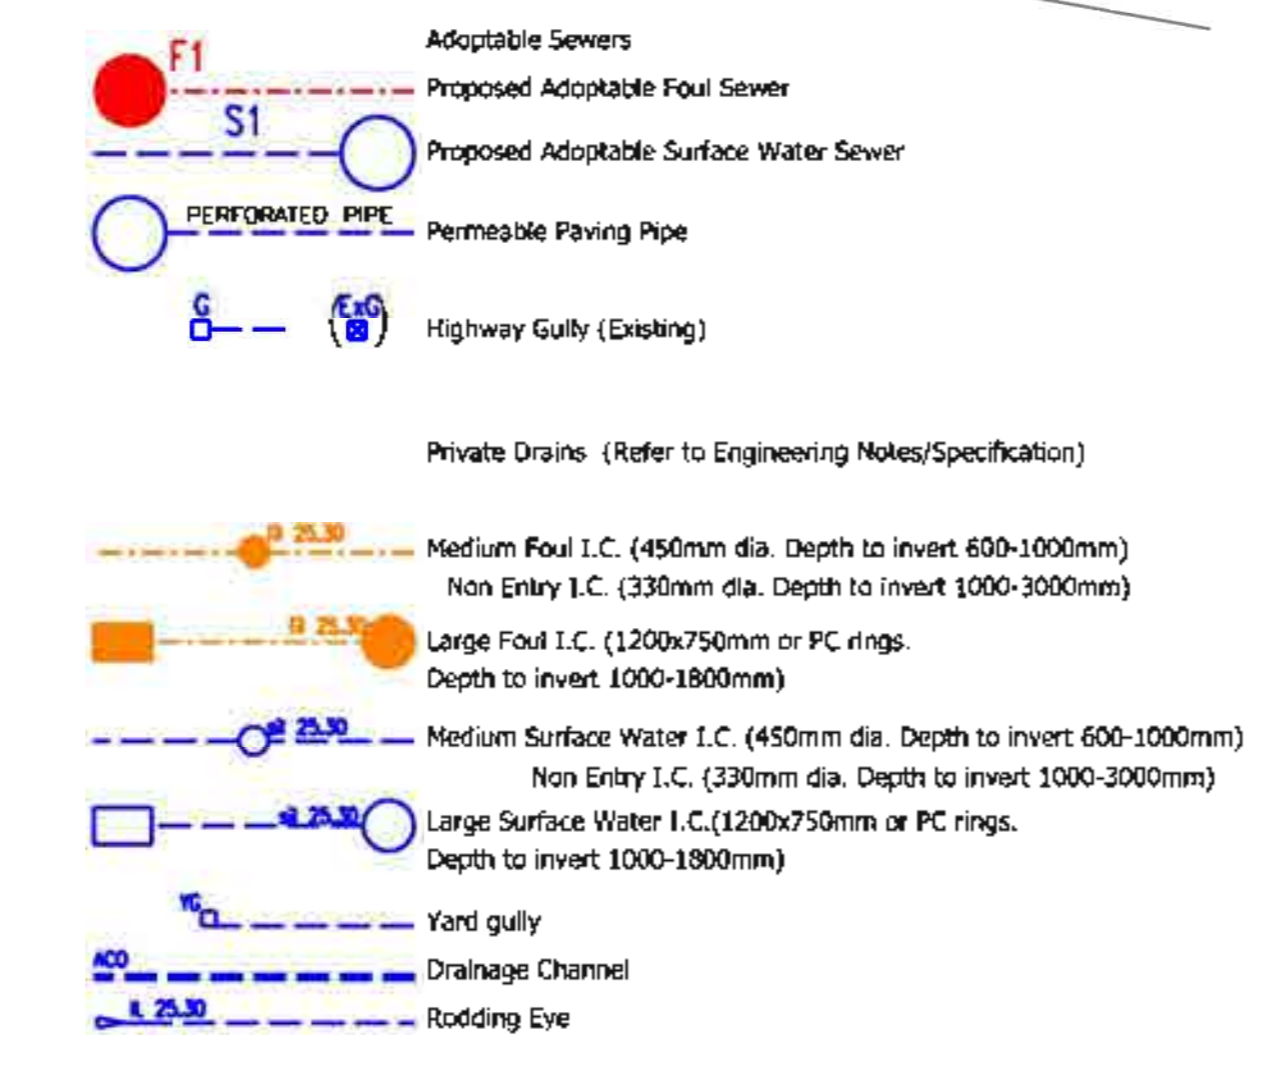 Adoptable Sewers
F1
Proposed Adoptable Foul Sewer
S1
Proposed Adoptable Surface Water Sewer
PERFORATED PIPE
Permeable Paving Pipe
G (ExG)
Highway Gully (Existing)
Private Drains (Refer to Engineering Notes/Specification)
25.30
Medium Foul I.C. (450mm dia. Depth to invert 600-1000mm)
Non Entry I.C. (330mm dia. Depth to invert 1000-3000mm)
25.30
Large Foul I.C. (1200x750mm or PC rings.
Depth to invert 1000-1800mm)
25.30
Medium Surface Water I.C. (450mm dia. Depth to invert 600-1000mm)
Non Entry I.C. (330mm dia. Depth to invert 1000-3000mm)
25.30
Large Surface Water I.C.(1200x750mm or PC rings.
Depth to invert 1000-1800mm)
YG
Yard gully
ACO
Drainage Channel
IL 25.30
Rodding Eye